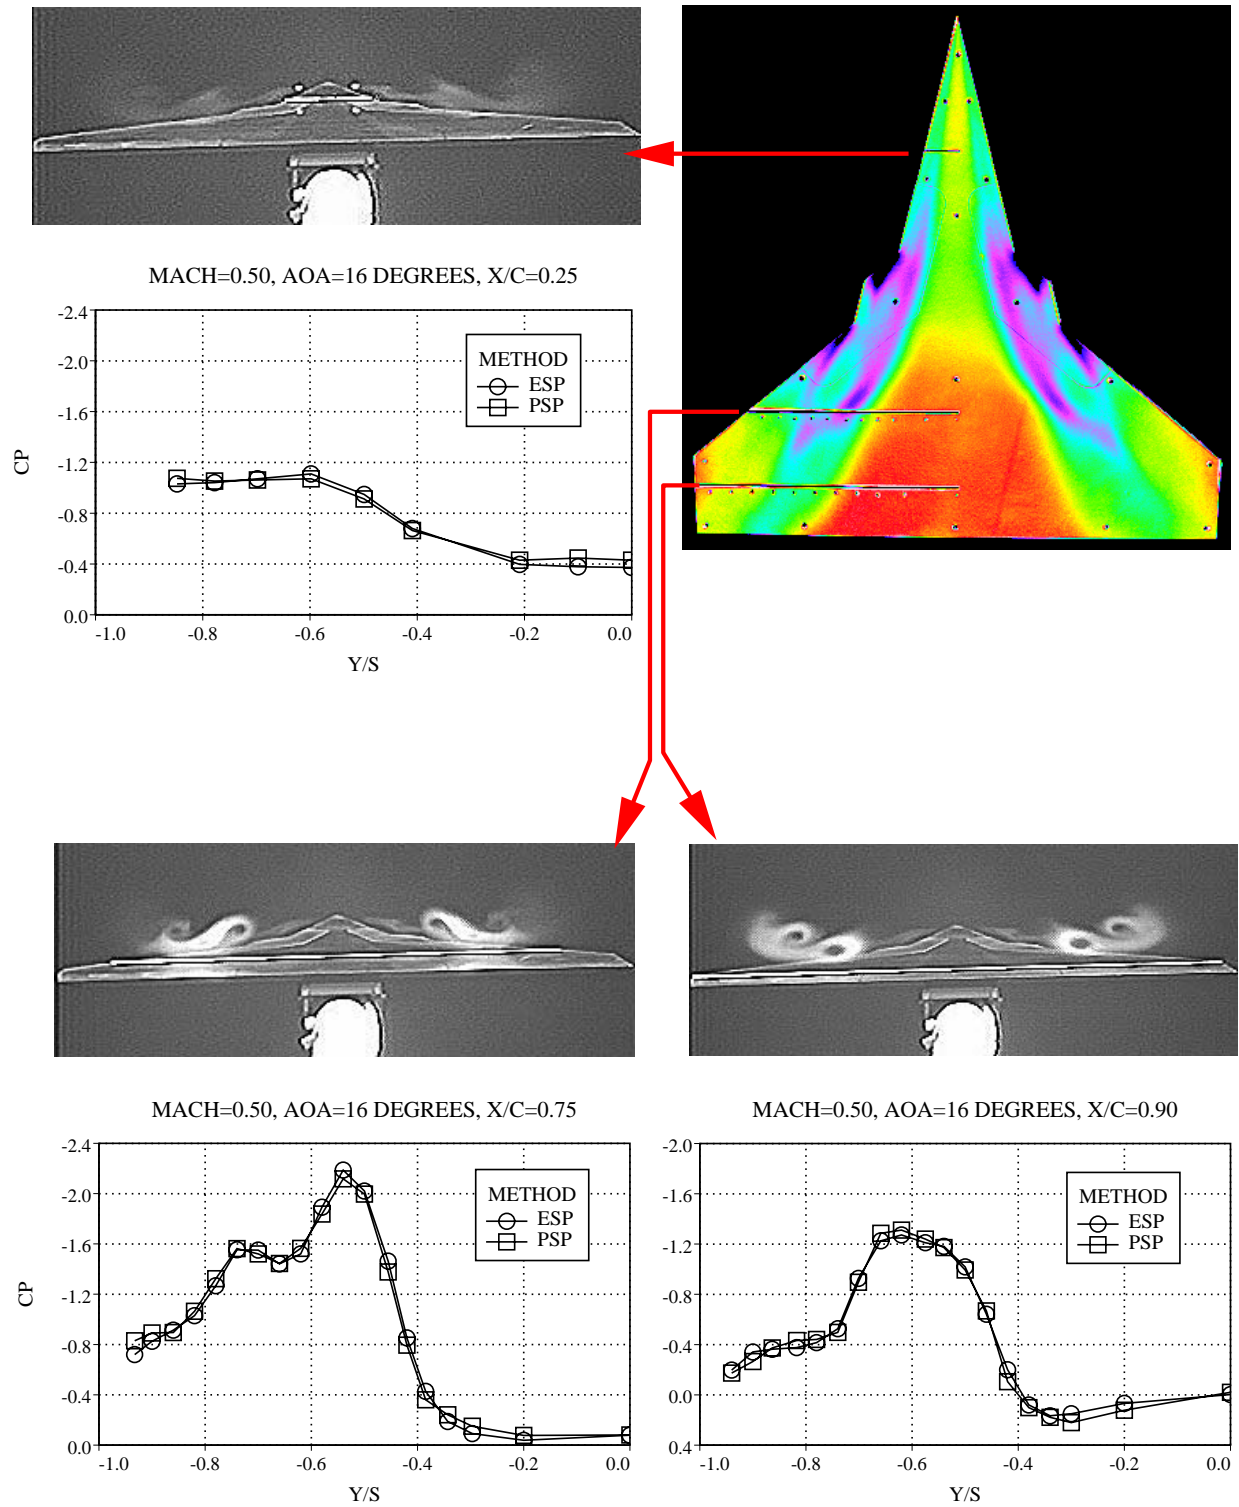 MACH=0.50, AOA=16 DEGREES, X/C=0.25
-2.4
-2.0
-1.6
-1.2
-0.8
-0.4
0.0
CP
METHOD
ESP
PSP
-1.0 -0.8 -0.6 -0.4 -0.2 0.0
Y/S
MACH=0.50, AOA=16 DEGREES, X/C=0.75
-2.4
-2.0
-1.6
-1.2
-0.8
-0.4
0.0
CP
METHOD
ESP
PSP
-1.0 -0.8 -0.6 -0.4 -0.2 0.0
Y/S
MACH=0.50, AOA=16 DEGREES, X/C=0.90
-2.0
-1.6
-1.2
-0.8
-0.4
0.0
0.4
METHOD
ESP
PSP
-1.0 -0.8 -0.6 -0.4 -0.2 0.0
Y/S